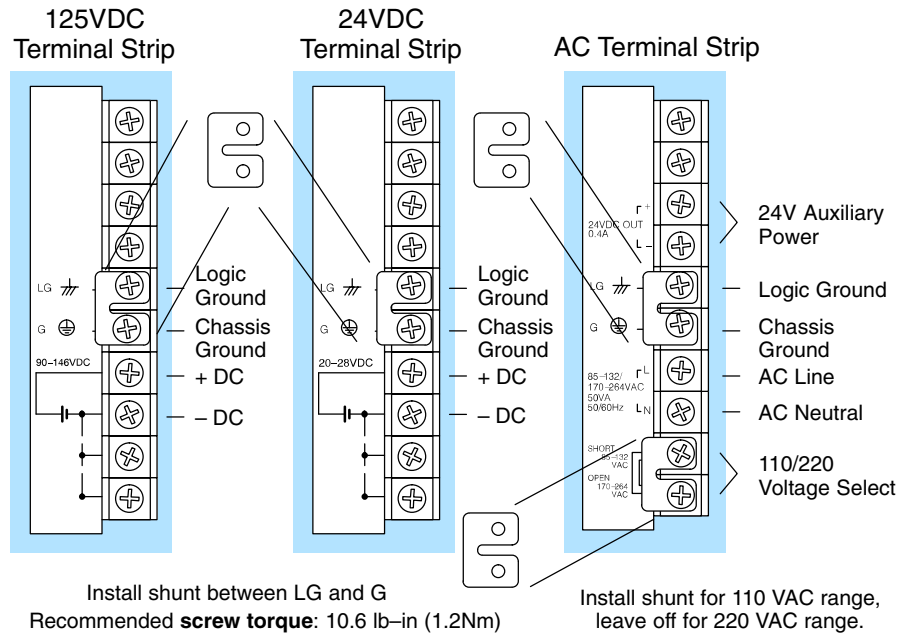 125VDC
Terminal Strip
24VDC
Terminal Strip
AC Terminal Strip
LG
G
90–146VDC
Logic
Ground
Chassis
Ground
+ DC
– DC
LG
G
20–28VDC
Logic
Ground
Chassis
Ground
+ DC
– DC
+
24VDC OUT
0.4A
–
LG
G
L
85–132/
170–264VAC
50VA
50/60Hz
N
SHORT
85–132
VAC
OPEN
170–264
VAC
24V Auxiliary
Power
Logic Ground
Chassis
Ground
AC Line
AC Neutral
110/220
Voltage Select
Install shunt between LG and G
Recommended screw torque: 10.6 lb–in (1.2Nm)
Install shunt for 110 VAC range,
leave off for 220 VAC range.